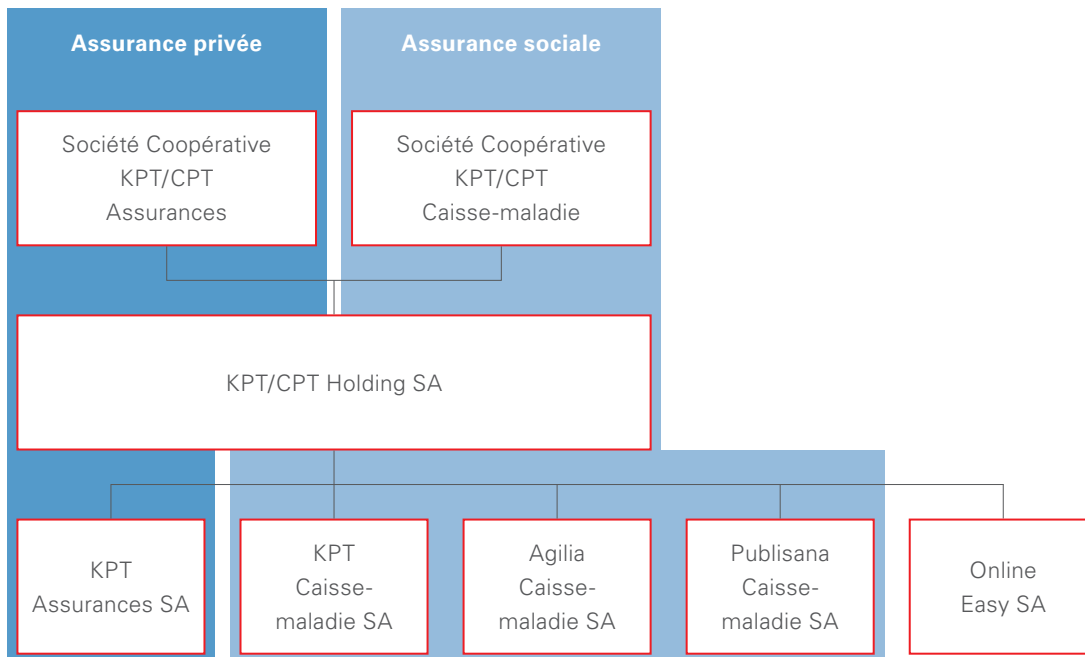 Assurance privée
Assurance sociale
Société Coopérative
KPT/CPT
Assurances
Société Coopérative
KPT/CPT
Caisse-maladie
KPT/CPT Holding SA
KPT
Assurances SA
KPT
Caisse-
maladie SA
Agilia
Caisse-
maladie SA
Publisana
Caisse-
maladie SA
Online
Easy SA